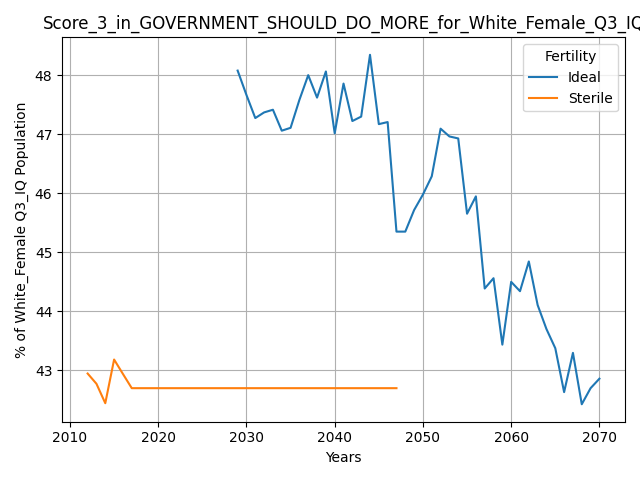 Score_3_in_GOVERNMENT_SHOULD_DO_MORE_for_White_Female_Q3_IQ
Fertility
Ideal
Sterile
% of White_Female Q3_IQ Population
48
47
46
45
44
43
2010 2020 2030 2040 2050 2060 2070
Years